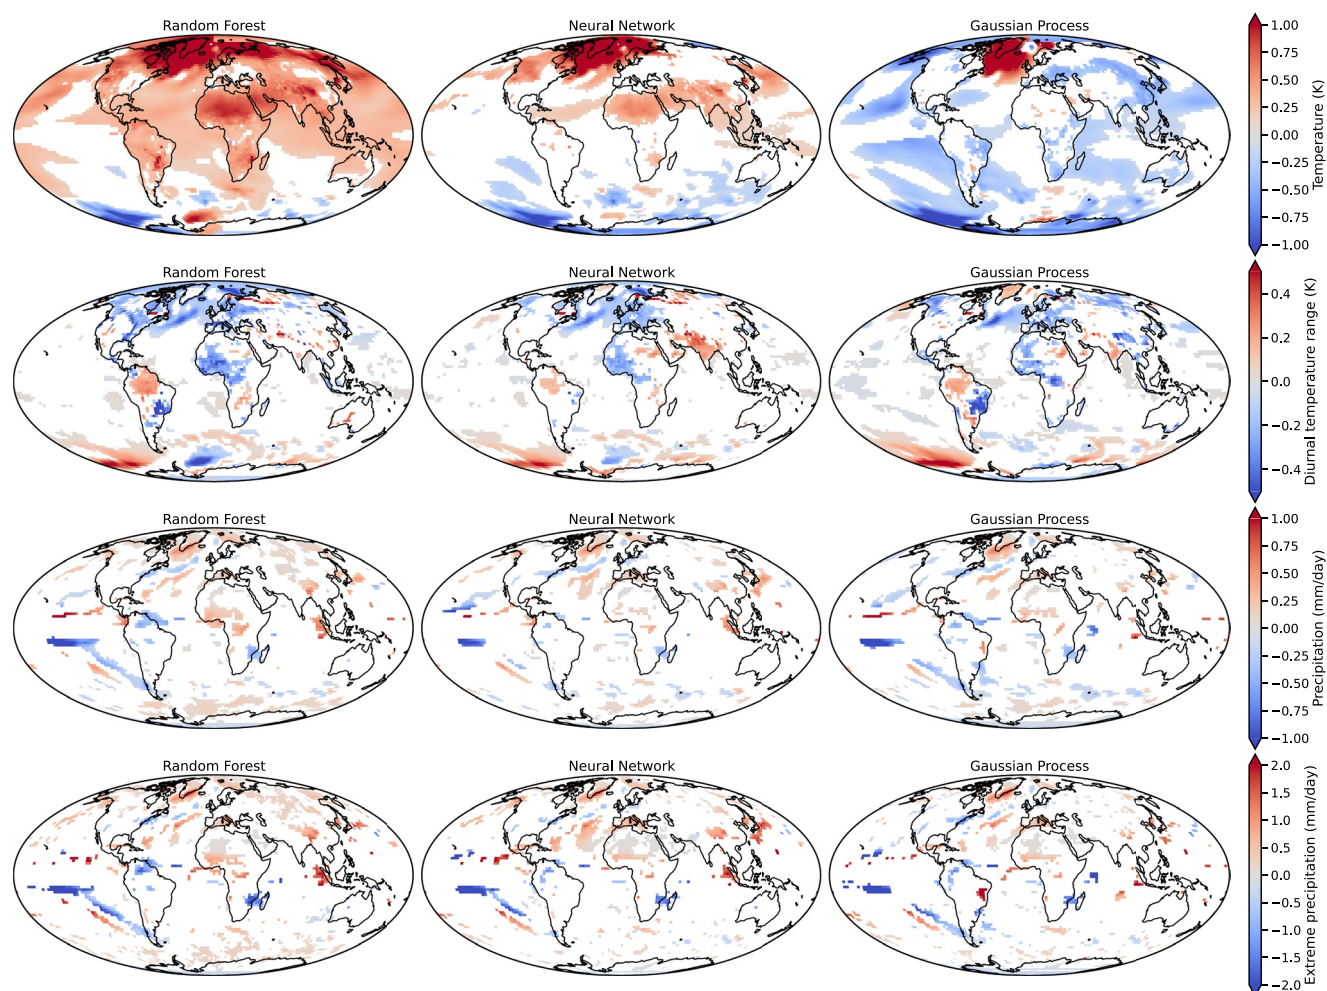 Random Forest
Neural Network
Gaussian Process
1.00
0.75
0.50
0.25
0.00
−0.25
−0.50
−0.75
−1.00
Temperature (K)
Random Forest
Neural Network
Gaussian Process
0.4
0.2
0.0
−0.2
−0.4
Diurnal temperature range (K)
Random Forest
Neural Network
Gaussian Process
1.00
0.75
0.50
0.25
0.00
−0.25
−0.50
−0.75
−1.00
Precipitation (mm/day)
Random Forest
Neural Network
Gaussian Process
2.0
1.5
1.0
0.5
0.0
−0.5
−1.0
−1.5
−2.0
Extreme precipitation (mm/day)